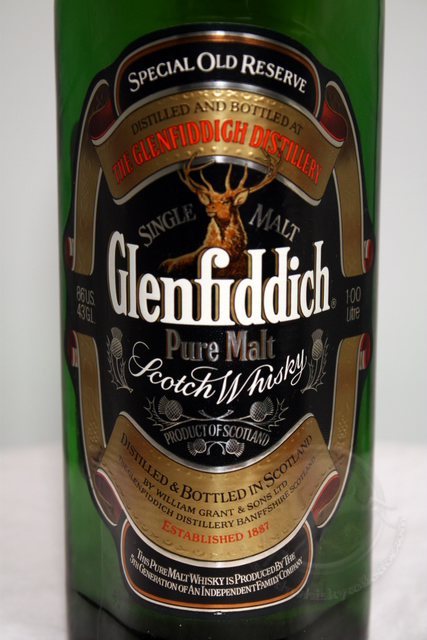 SPECIAL OLD RESERVE
DISTILLED AND BOTTLED AT
THE GLENFIDDICH DISTILLERY
SINGLE MALT
Glenfiddich
86 US.
43 G.L.
1·00
Litre
Pure Malt
Scotch Whisky
PRODUCT OF SCOTLAND
DISTILLED & BOTTLED IN SCOTLAND
BY WILLIAM GRANT & SONS LTD
GLENFIDDICH DISTILLERY BANFFSHIRE SCOTLAND
ESTABLISHED 1887
THIS PURE MALT WHISKY IS PRODUCED BY THE
5TH GENERATION OF AN INDEPENDENT FAMILY COMPANY